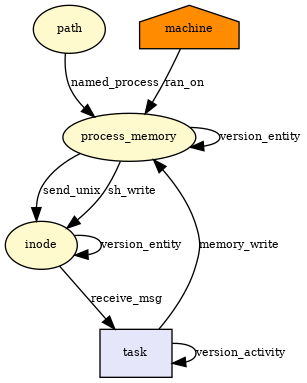 path
machine
named_process
ran_on
process_memory
version_entity
send_unix
sh_write
inode
version_entity
memory_write
receive_msg
task
version_activity